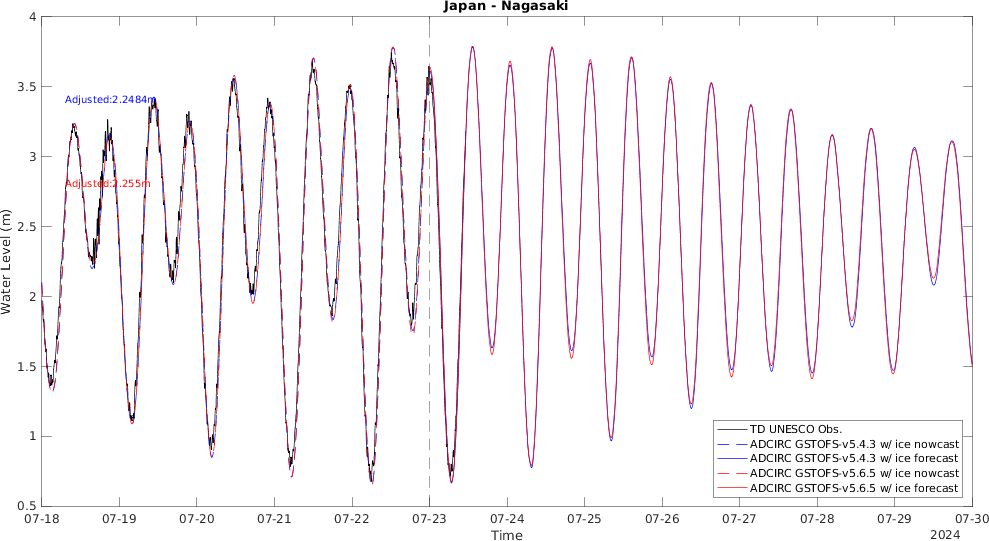 Japan - Nagasaki
4
3.5
3
2.5
2
1.5
1
0.5
Water Level (m)
Adjusted:2.2484m
Adjusted:2.255m
TD UNESCO Obs.
ADCIRC GSTOFS-v5.4.3 w/ ice nowcast
ADCIRC GSTOFS-v5.4.3 w/ ice forecast
ADCIRC GSTOFS-v5.6.5 w/ ice nowcast
ADCIRC GSTOFS-v5.6.5 w/ ice forecast
07-18 07-19 07-20 07-21 07-22 07-23 07-24 07-25 07-26 07-27 07-28 07-29 07-30
Time
2024